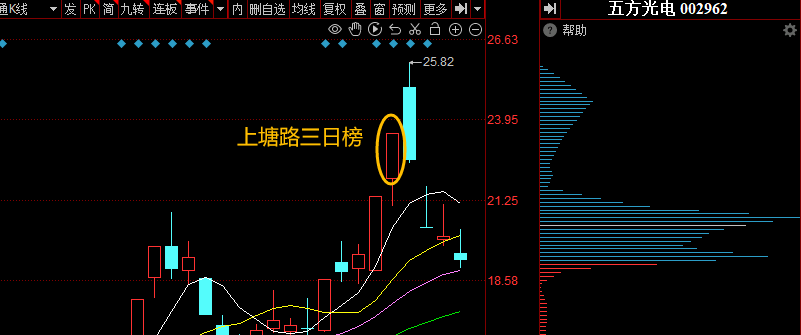 通K线 发 PK 简 九转 连板 事件 内 删自选 均线 复权 叠 窗 预测 更多
五方光电 002962
帮助
26.63
25.82
23.95
上塘路三日榜
21.25
18.58